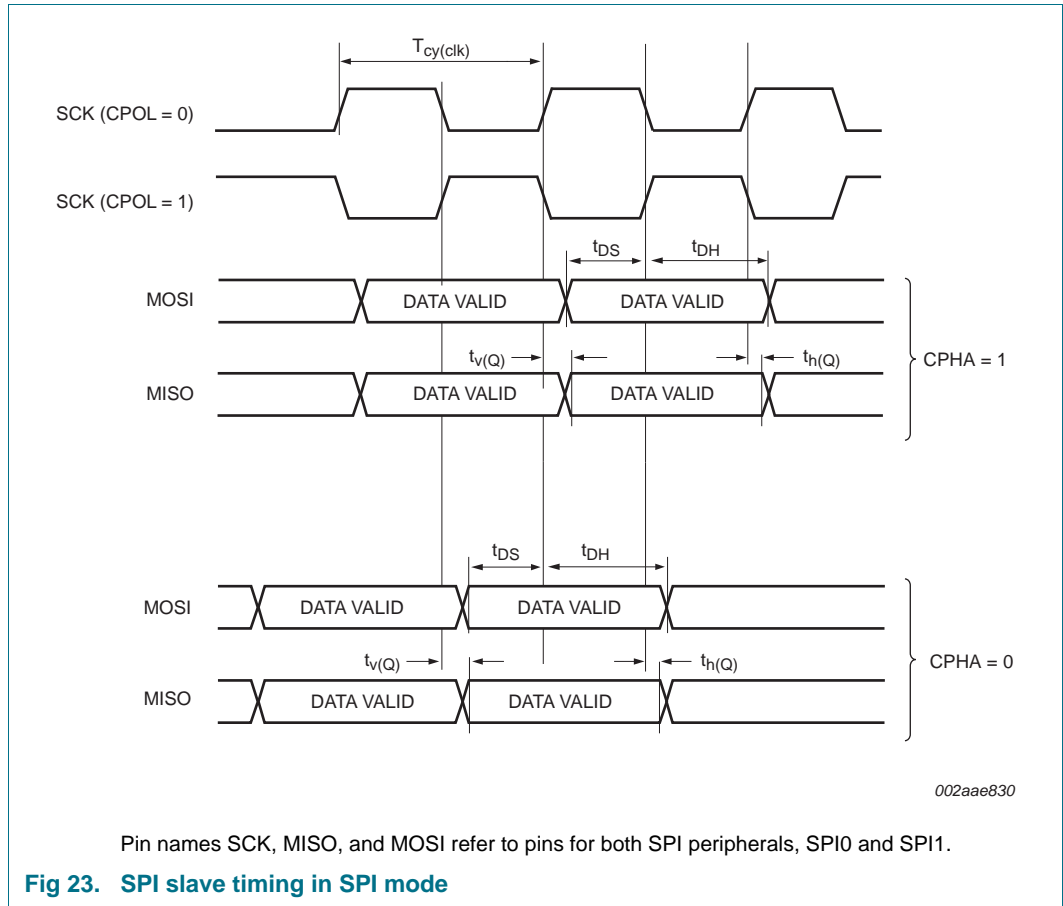 Tcy(clk)
SCK (CPOL = 0)
SCK (CPOL = 1)
tDS tDH
MOSI DATA VALID DATA VALID
tv(Q) th(Q) CPHA = 1
MISO DATA VALID DATA VALID
tDS tDH
MOSI DATA VALID DATA VALID
tv(Q) th(Q) CPHA = 0
MISO DATA VALID DATA VALID
002aae830
Pin names SCK, MISO, and MOSI refer to pins for both SPI peripherals, SPI0 and SPI1.
Fig 23. SPI slave timing in SPI mode